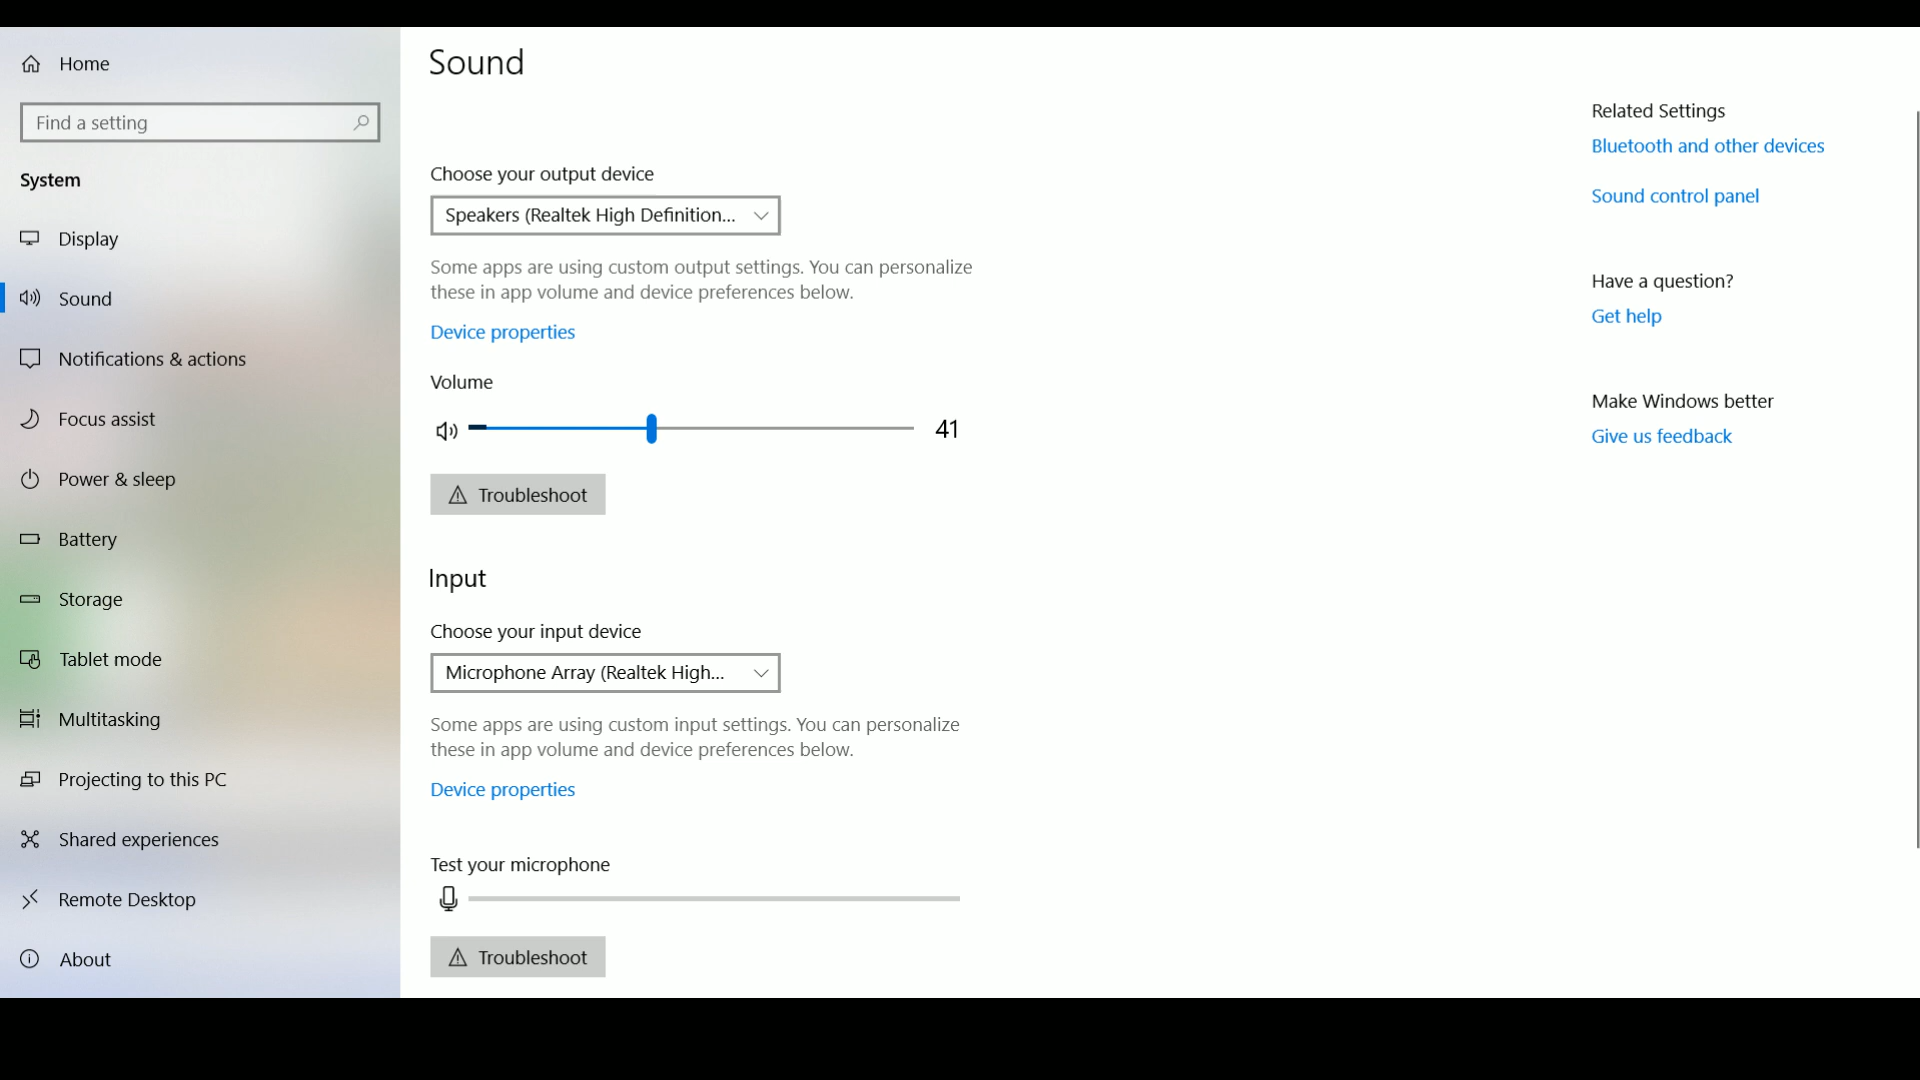 Home
Find a setting
System
Display
Sound
Notifications & actions
Focus assist
Power & sleep
Battery
Storage
Tablet mode
Multitasking
Projecting to this PC
Shared experiences
Remote Desktop
About
Sound
Choose your output device
Speakers (Realtek High Definition...
Some apps are using custom output settings. You can personalize
these in app volume and device preferences below.
Device properties
Volume
41
Troubleshoot
Input
Choose your input device
Microphone Array (Realtek High...
Some apps are using custom input settings. You can personalize
these in app volume and device preferences below.
Device properties
Test your microphone
Troubleshoot
Related Settings
Bluetooth and other devices
Sound control panel
Have a question?
Get help
Make Windows better
Give us feedback